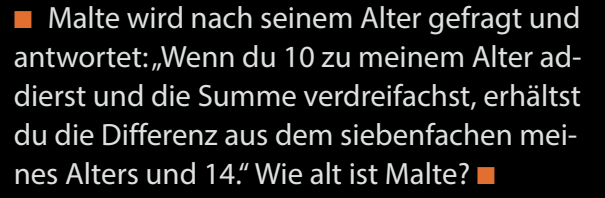 ■ Malte wird nach seinem Alter gefragt und
antwortet: „Wenn du 10 zu meinem Alter ad-
dierst und die Summe verdreifachst, erhältst
du die Differenz aus dem siebenfachen mei-
nes Alters und 14.“ Wie alt ist Malte? ■